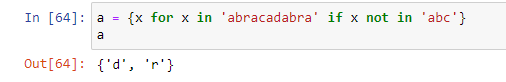 In [64]: a = {x for x in 'abracadabra' if x not in 'abc'}
a
Out[64]: {'d', 'r'}